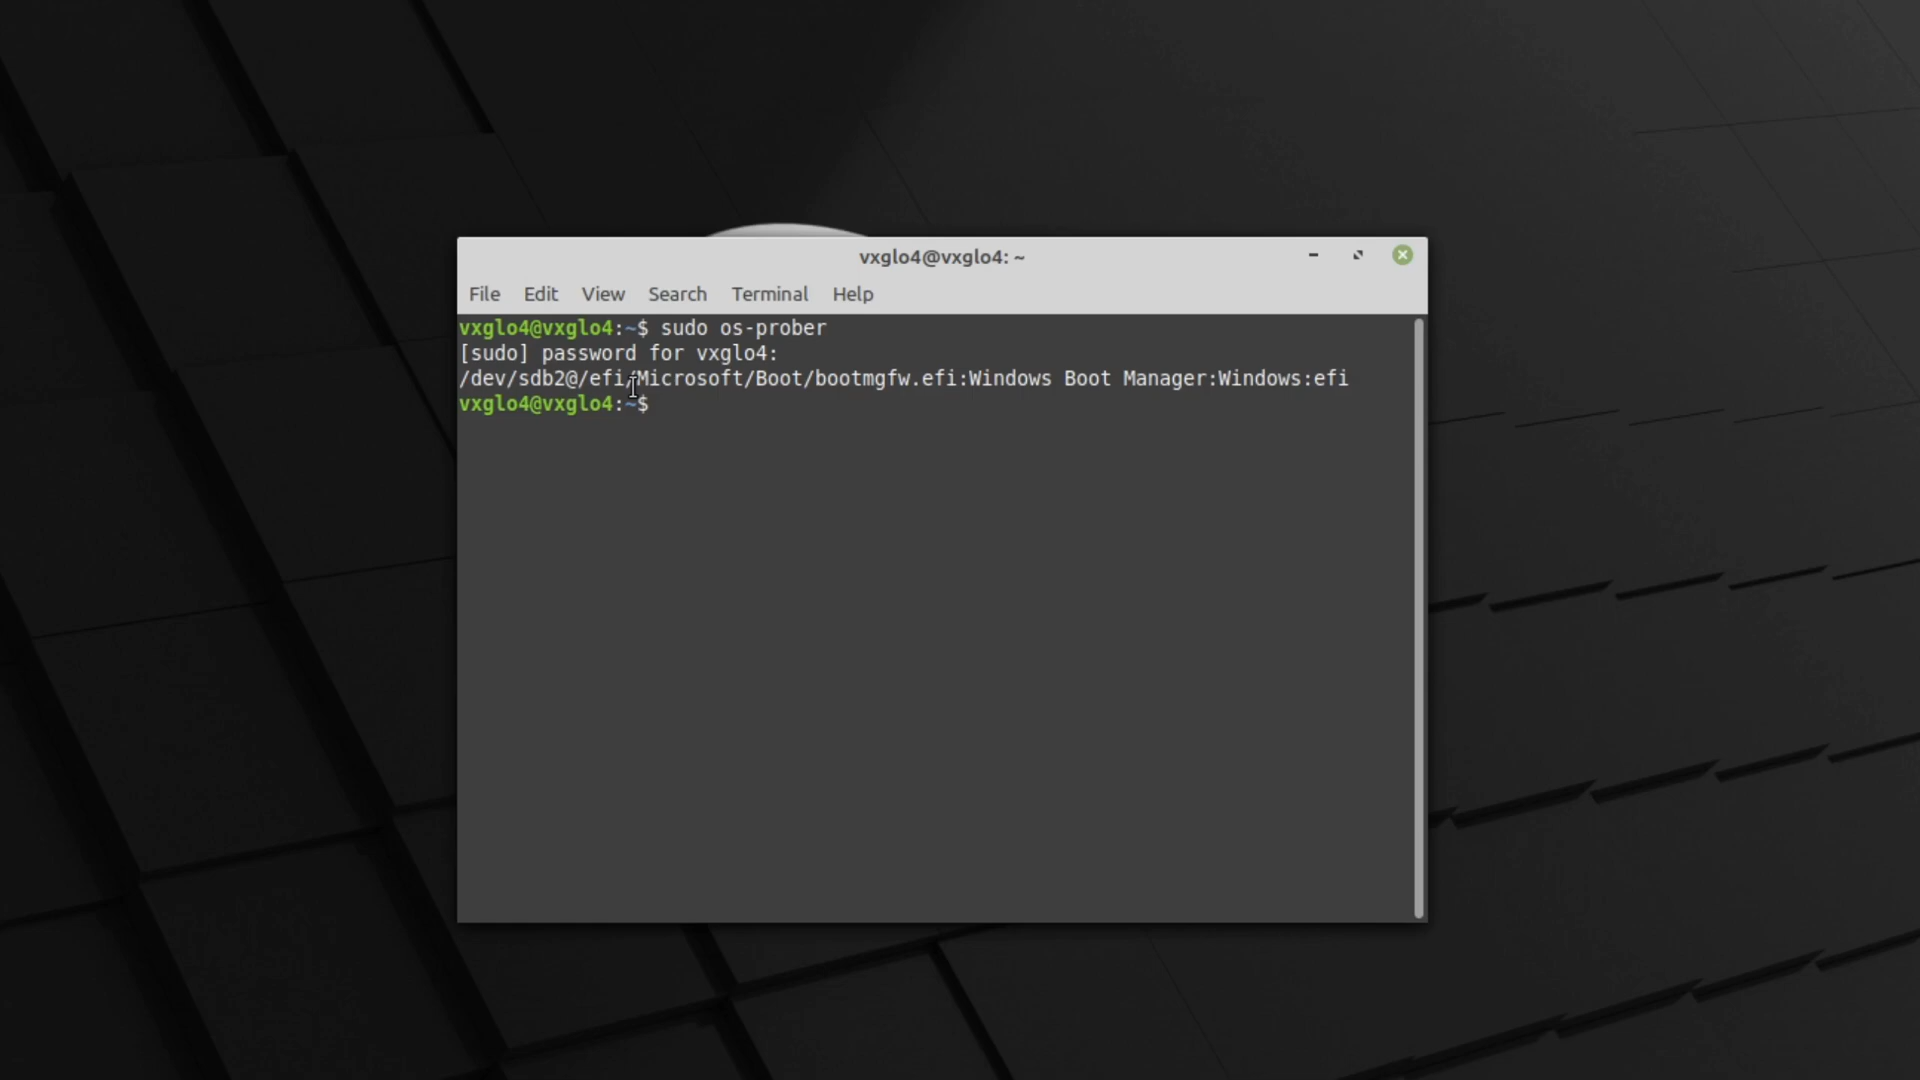 vxglo4@vxglo4: ~
File Edit View Search Terminal Help
vxglo4@vxglo4:~$ sudo os-prober
[sudo] password for vxglo4:
/dev/sdb2@/efi/Microsoft/Boot/bootmgfw.efi:Windows Boot Manager:Windows:efi
vxglo4@vxglo4:~$